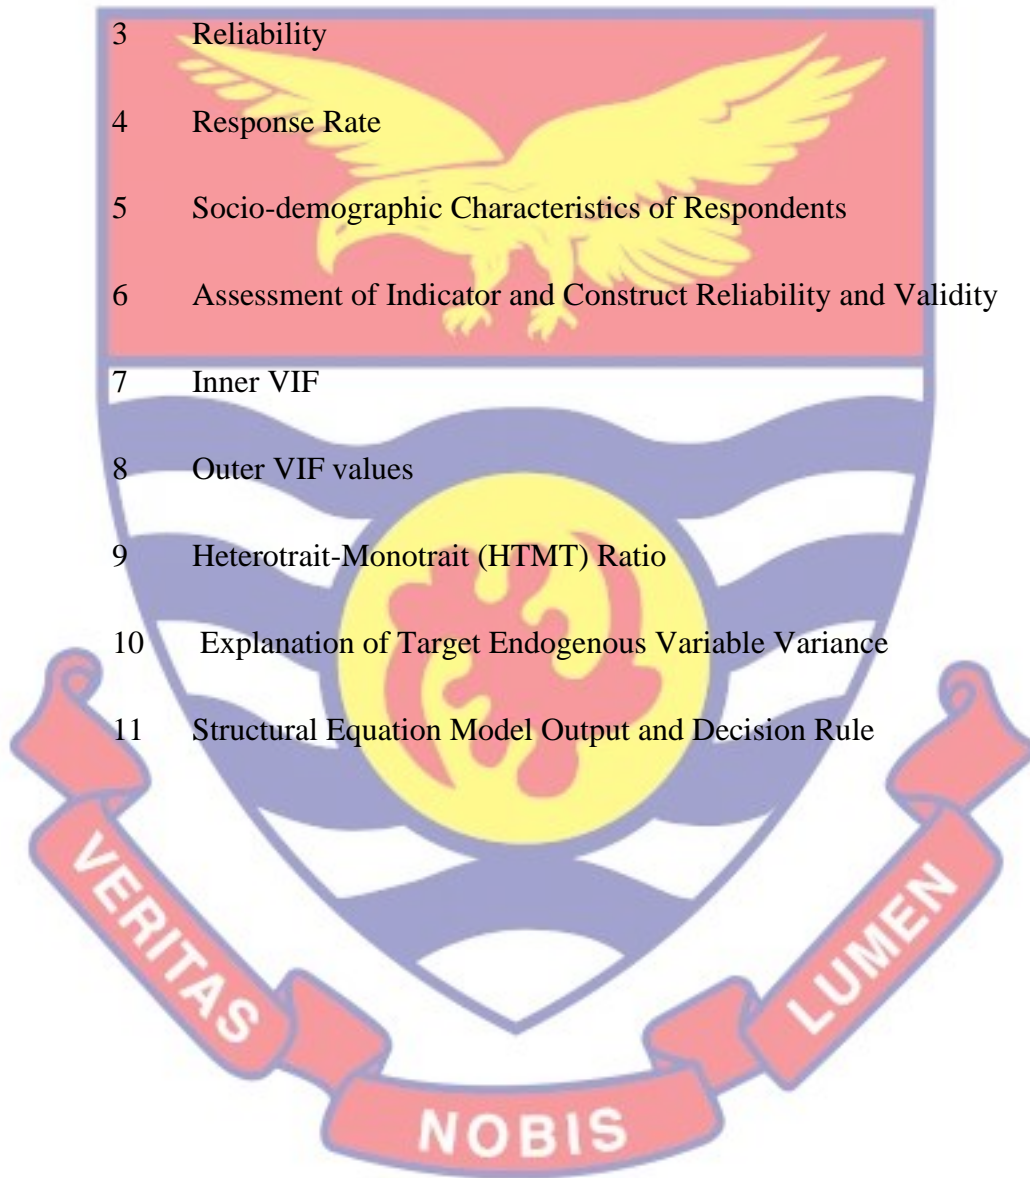 3 Reliability
4 Response Rate
5 Socio-demographic Characteristics of Respondents
6 Assessment of Indicator and Construct Reliability and Validity
7 Inner VIF
8 Outer VIF values
9 Heterotrait-Monotrait (HTMT) Ratio
10 Explanation of Target Endogenous Variable Variance
11 Structural Equation Model Output and Decision Rule
VERITAS
NOBIS
LUMEN